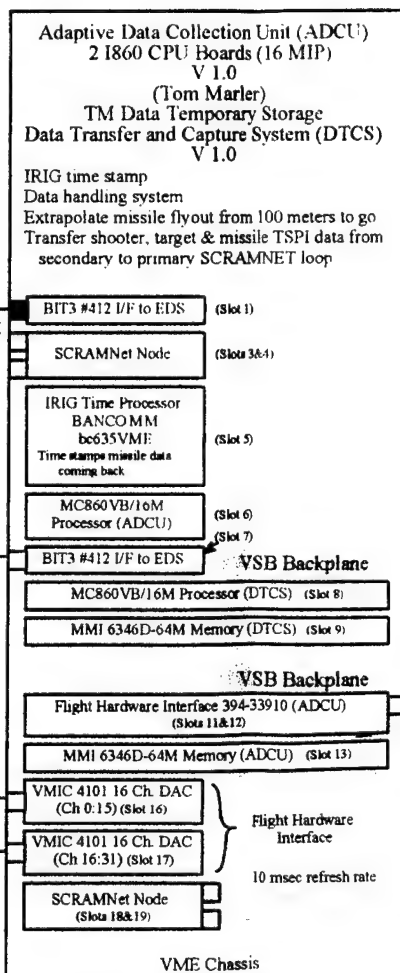 Adaptive Data Collection Unit (ADCU)
2 I860 CPU Boards (16 MIP)
V 1.0
(Tom Marler)
TM Data Temporary Storage
Data Transfer and Capture System (DTCS)
V 1.0
IRIG time stamp
Data handling system
Extrapolate missile flyout from 100 meters to go
Transfer shooter, target & missile TSPI data from
secondary to primary SCRAMNET loop
BIT3 #412 I/F to EDS (Slot 1)
SCRAMNet Node (Slots 3&4)
IRIG Time Processor
BANCOMM
bc635VME (Slot 5)
Time stamps missile data
coming back
MC860VB/16M
Processor (ADCU) (Slot 6)
(Slot 7)
BIT3 #412 I/F to EDS VSB Backplane
MC860VB/16M Processor (DTCS) (Slot 8)
MMI 6346D-64M Memory (DTCS) (Slot 9)
VSB Backplane
Flight Hardware Interface 394-33910 (ADCU)
(Slots 11&12)
MMI 6346D-64M Memory (ADCU) (Slot 13)
VMIC 4101 16 Ch. DAC
(Ch 0:15) (Slot 16)
VMIC 4101 16 Ch. DAC
(Ch 16:31) (Slot 17)
Flight Hardware
Interface
10 msec refresh rate
SCRAMNet Node
(Slots 18&19)
VME Chassis